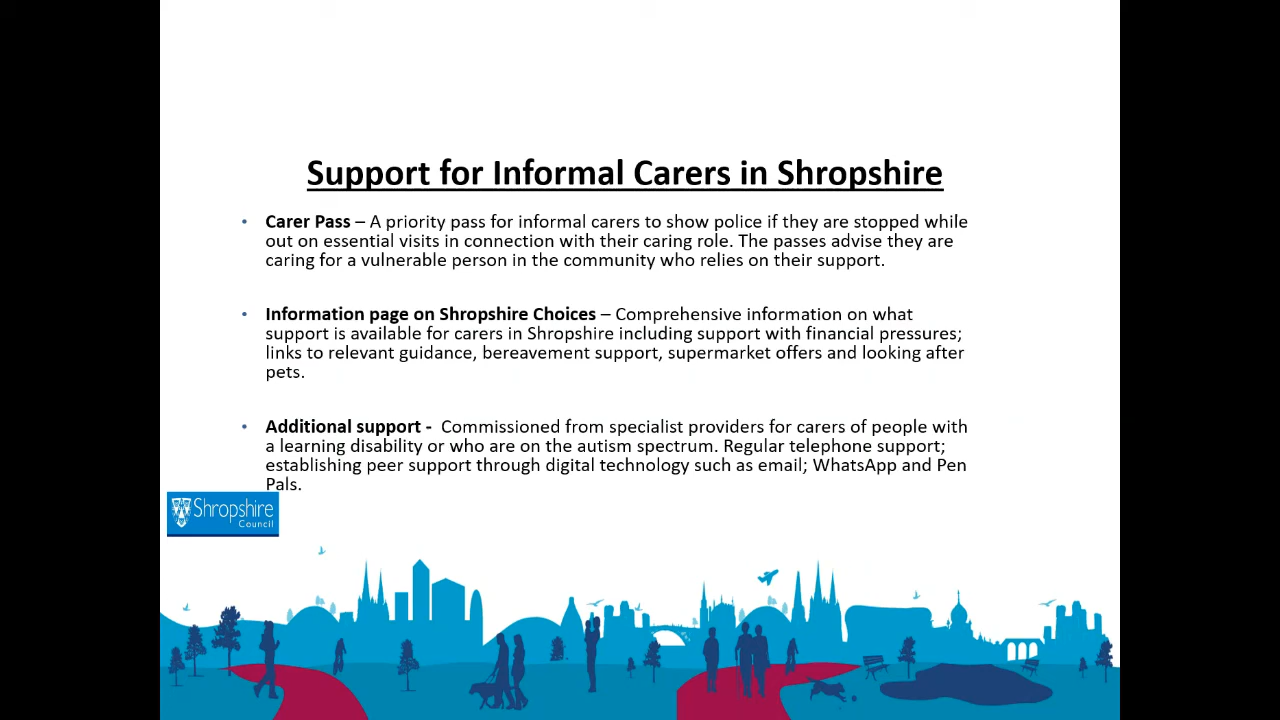 Support for Informal Carers in Shropshire
• Carer Pass – A priority pass for informal carers to show police if they are stopped while
out on essential visits in connection with their caring role. The passes advise they are
caring for a vulnerable person in the community who relies on their support.
• Information page on Shropshire Choices – Comprehensive information on what
support is available for carers in Shropshire including support with financial pressures;
links to relevant guidance, bereavement support, supermarket offers and looking after
pets.
• Additional support - Commissioned from specialist providers for carers of people with
a learning disability or who are on the autism spectrum. Regular telephone support;
establishing peer support through digital technology such as email; WhatsApp and Pen
Pals.
Shropshire
Council